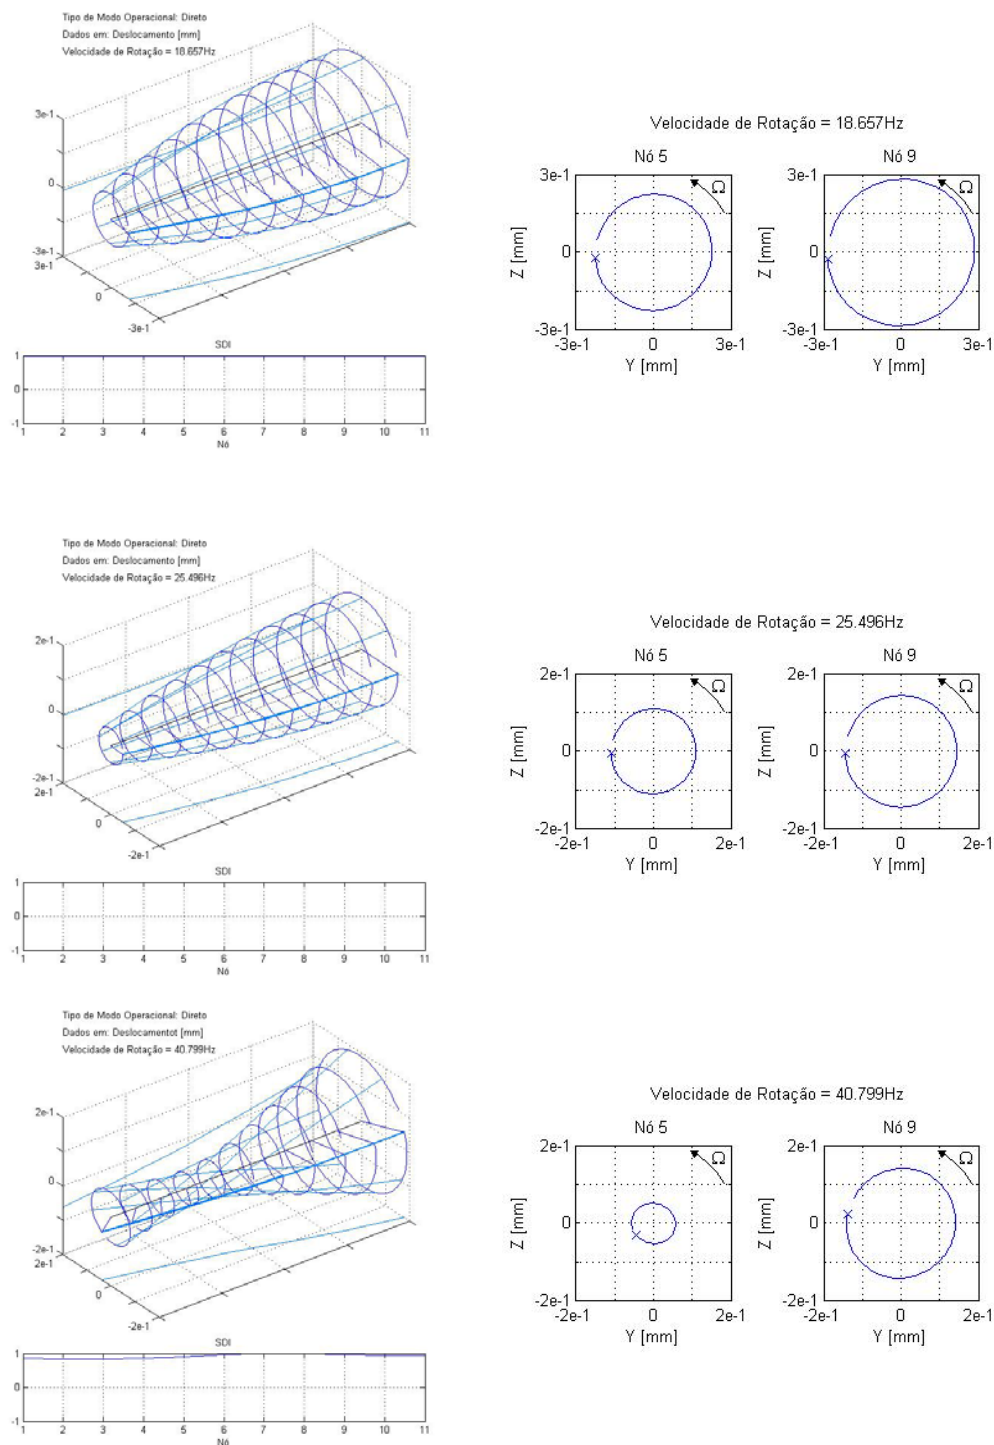 Tipo de Modo Operacional: Direto
Dados em: Deslocamento [mm]
Velocidade de Rotação = 18.657Hz
3e-1
0
-3e-1
3e-1
0
-3e-1
SDI
1
0
-1
1 2 3 4 5 6 7 8 9 10 11
Nó
Velocidade de Rotação = 18.657Hz
Nó 5
3e-1
0
-3e-1
Z [mm]
Ω
-3e-1 0 3e-1
Y [mm]
Nó 9
3e-1
0
-3e-1
Z [mm]
Ω
-3e-1 0 3e-1
Y [mm]
Tipo de Modo Operacional: Direto
Dados em: Deslocamento [mm]
Velocidade de Rotação = 25.496Hz
2e-1
0
-2e-1
2e-1
0
-2e-1
SDI
1
0
-1
1 2 3 4 5 6 7 8 9 10 11
Nó
Velocidade de Rotação = 25.496Hz
Nó 5
2e-1
0
-2e-1
Z [mm]
Ω
-2e-1 0 2e-1
Y [mm]
Nó 9
2e-1
0
-2e-1
Z [mm]
Ω
-2e-1 0 2e-1
Y [mm]
Tipo de Modo Operacional: Direto
Dados em: Deslocamentot [mm]
Velocidade de Rotação = 40.799Hz
2e-1
0
-2e-1
2e-1
0
-2e-1
SDI
1
0
-1
1 2 3 4 5 6 7 8 9 10 11
Nó
Velocidade de Rotação = 40.799Hz
Nó 5
2e-1
0
-2e-1
Z [mm]
Ω
-2e-1 0 2e-1
Y [mm]
Nó 9
2e-1
0
-2e-1
Z [mm]
Ω
-2e-1 0 2e-1
Y [mm]